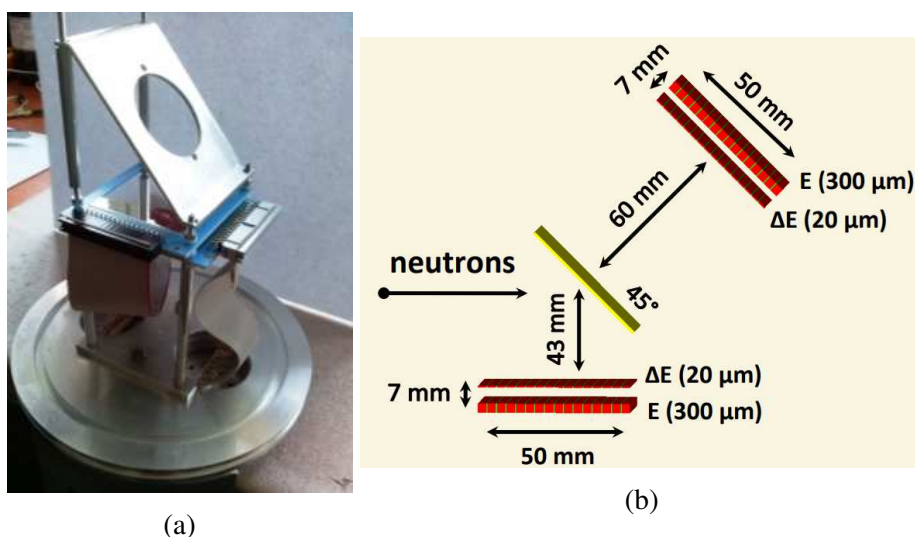 7 mm
50 mm
E (300 µm)
ΔE (20 µm)
60 mm
neutrons
45°
43 mm
ΔE (20 µm)
7 mm
E (300 µm)
50 mm
(a)
(b)